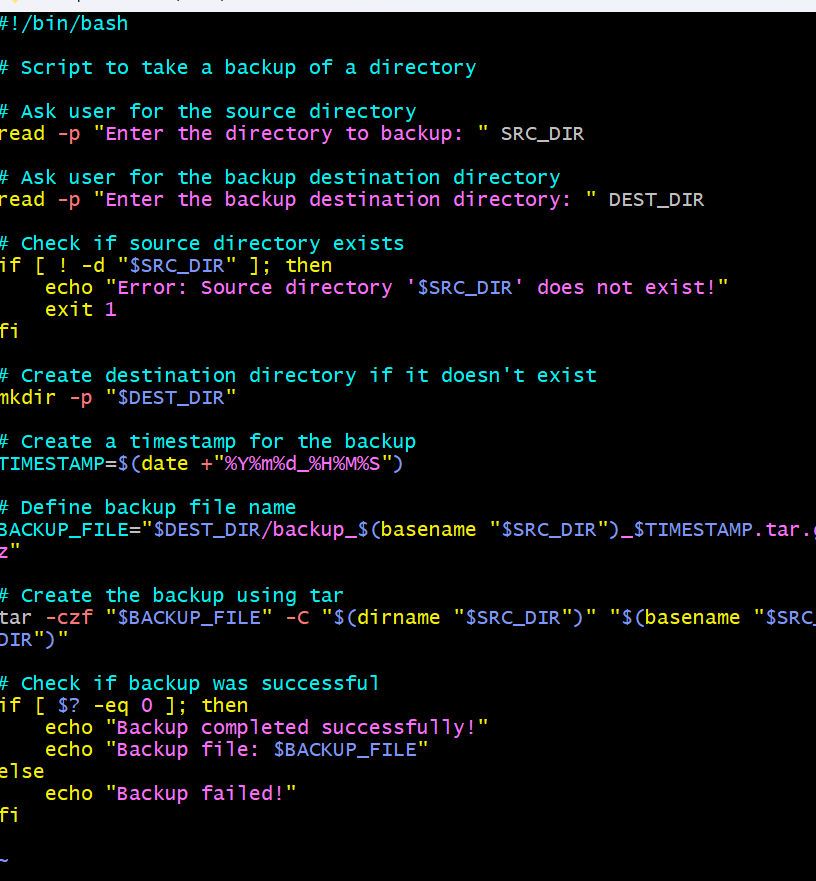 #!/bin/bash
# Script to take a backup of a directory
# Ask user for the source directory
read -p "Enter the directory to backup: " SRC_DIR
# Ask user for the backup destination directory
read -p "Enter the backup destination directory: " DEST_DIR
# Check if source directory exists
if [ ! -d "$SRC_DIR" ]; then
    echo "Error: Source directory '$SRC_DIR' does not exist!"
    exit 1
fi
# Create destination directory if it doesn't exist
mkdir -p "$DEST_DIR"
# Create a timestamp for the backup
TIMESTAMP=$(date +"%Y%m%d_%H%M%S")
# Define backup file name
BACKUP_FILE="$DEST_DIR/backup_$(basename "$SRC_DIR")_$TIMESTAMP.tar.g
z"
# Create the backup using tar
tar -czf "$BACKUP_FILE" -C "$(dirname "$SRC_DIR")" "$(basename "$SRC_
DIR")"
# Check if backup was successful
if [ $? -eq 0 ]; then
    echo "Backup completed successfully!"
    echo "Backup file: $BACKUP_FILE"
else
    echo "Backup failed!"
fi
~